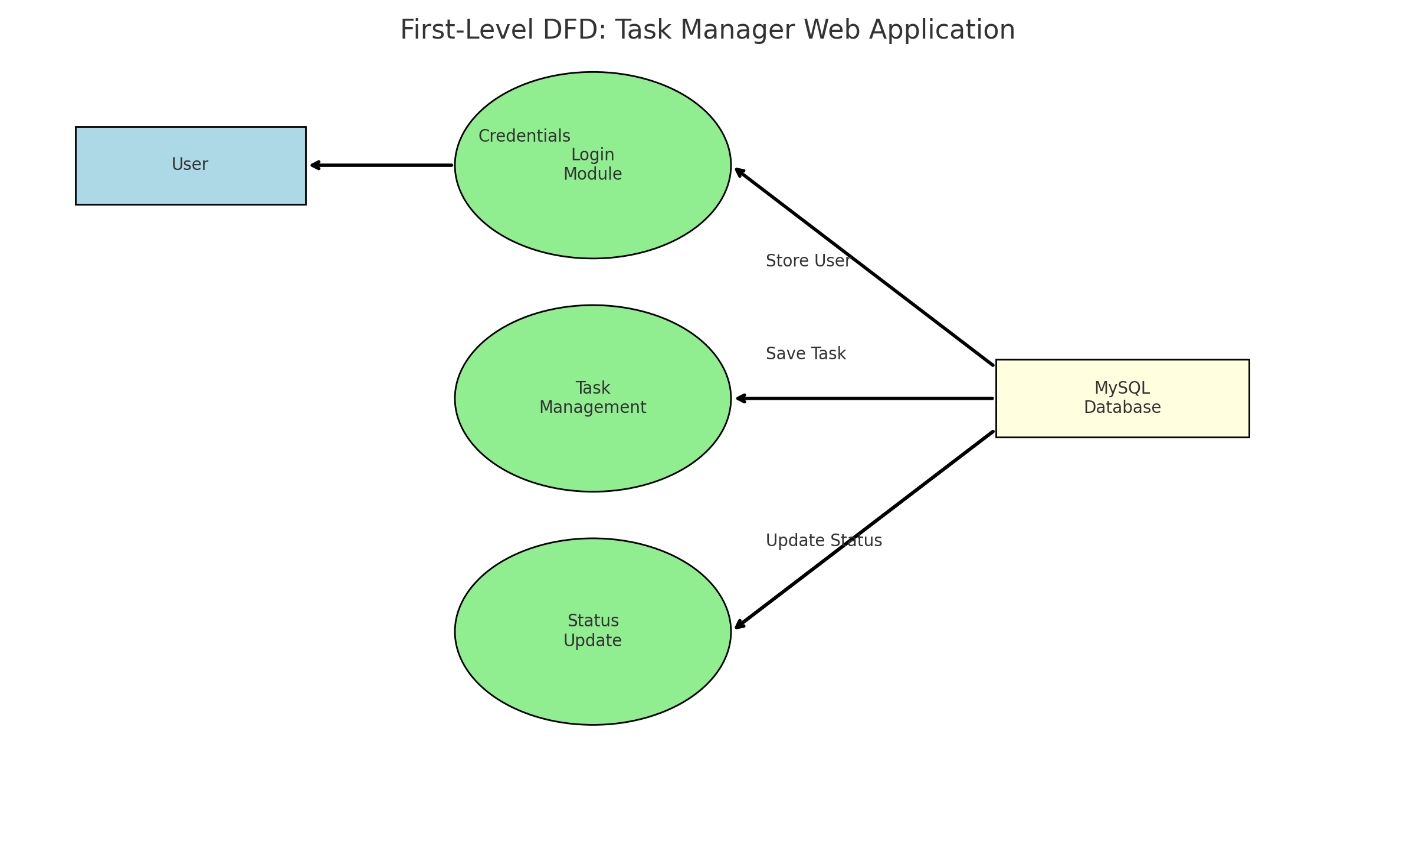 First-Level DFD: Task Manager Web Application
User
Credentials
Login
Module
Store User
Save Task
Task
Management
MySQL
Database
Update Status
Status
Update